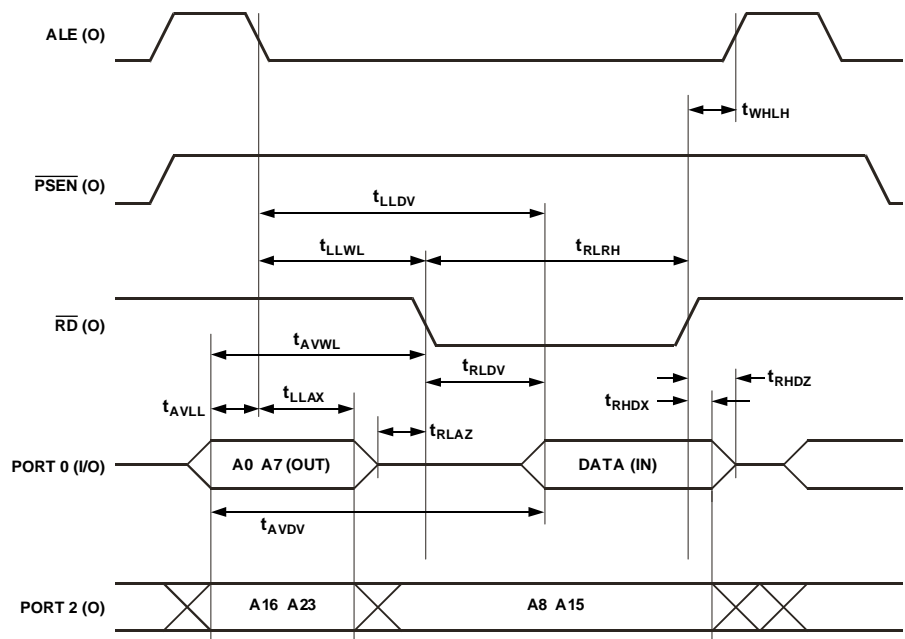 ALE (O)
tWHLH
PSEN (O)
tLLDV
tLLWL
tRLRH
RD (O)
tAVWL
tRLDV
tRHDZ
tAVLL
tLLAX
tRHDX
tRLAZ
PORT 0 (I/O)
A0 A7 (OUT)
DATA (IN)
tAVDV
PORT 2 (O)
A16 A23
A8 A15